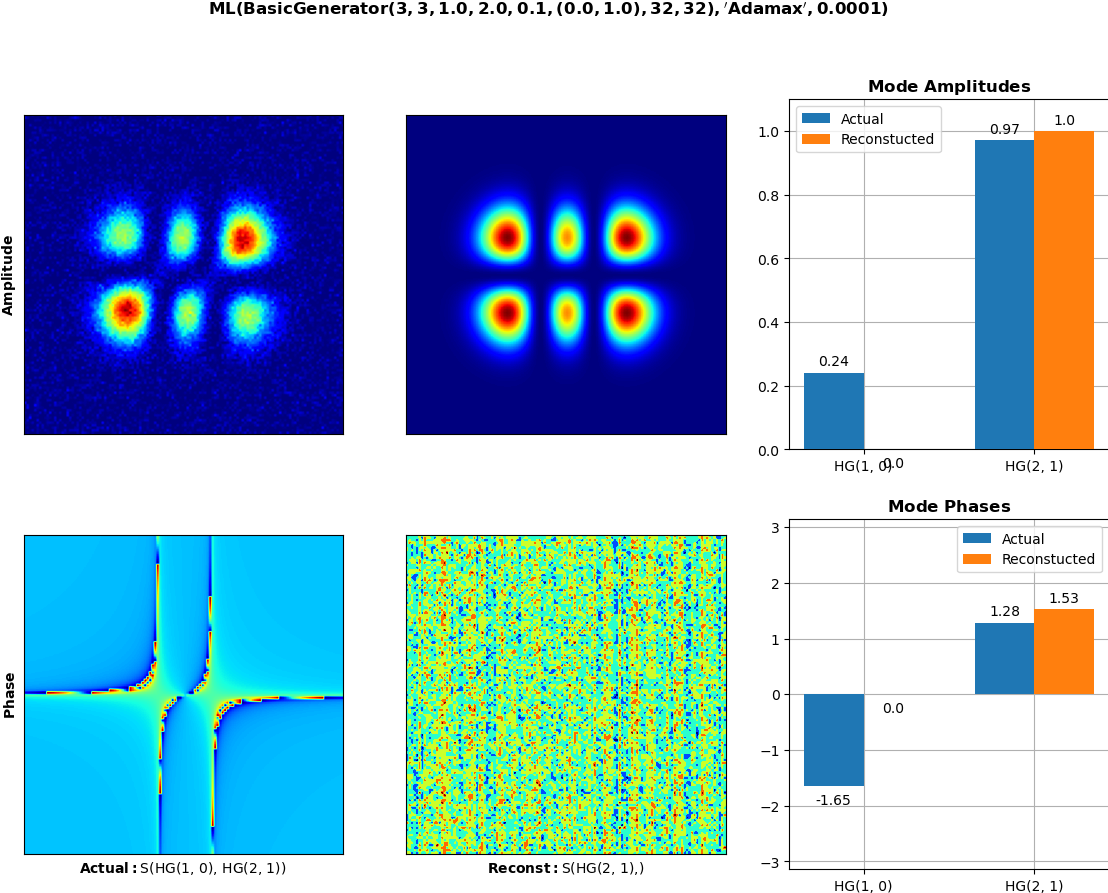 ML(BasicGenerator(3, 3, 1.0, 2.0, 0.1, (0.0, 1.0), 32, 32), 'Adamax', 0.0001)
Amplitude
Mode Amplitudes
Actual
Reconstucted
1.0
0.8
0.6
0.4
0.2
0.0
0.24
0.0
0.97
1.0
HG(1, 0)
HG(2, 1)
Phase
Actual: S(HG(1, 0), HG(2, 1))
Reconst: S(HG(2, 1),)
Mode Phases
Actual
Reconstucted
3
2
1
0
−1
−2
−3
-1.65
0.0
1.28
1.53
HG(1, 0)
HG(2, 1)